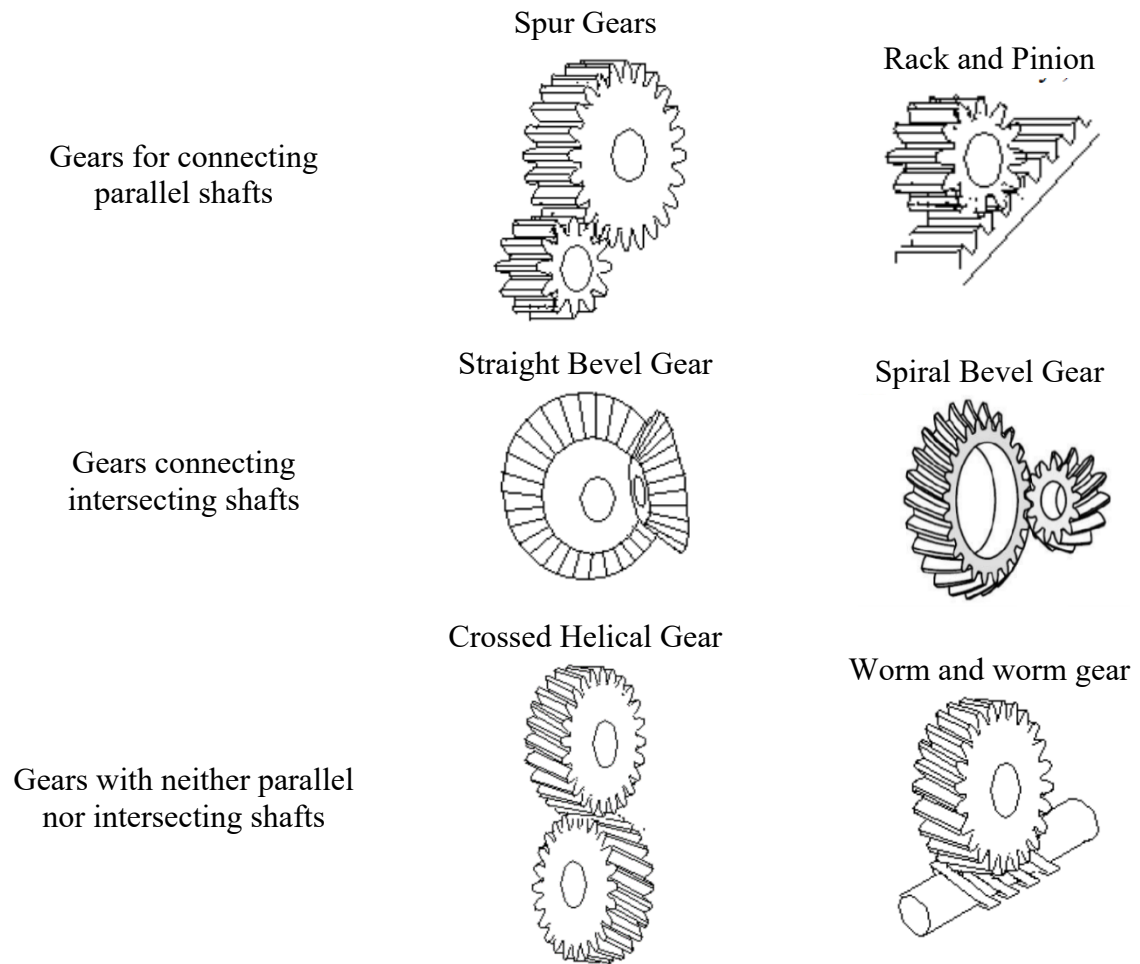 Spur Gears
Rack and Pinion
Gears for connecting
parallel shafts
Straight Bevel Gear
Spiral Bevel Gear
Gears connecting
intersecting shafts
Crossed Helical Gear
Worm and worm gear
Gears with neither parallel
nor intersecting shafts